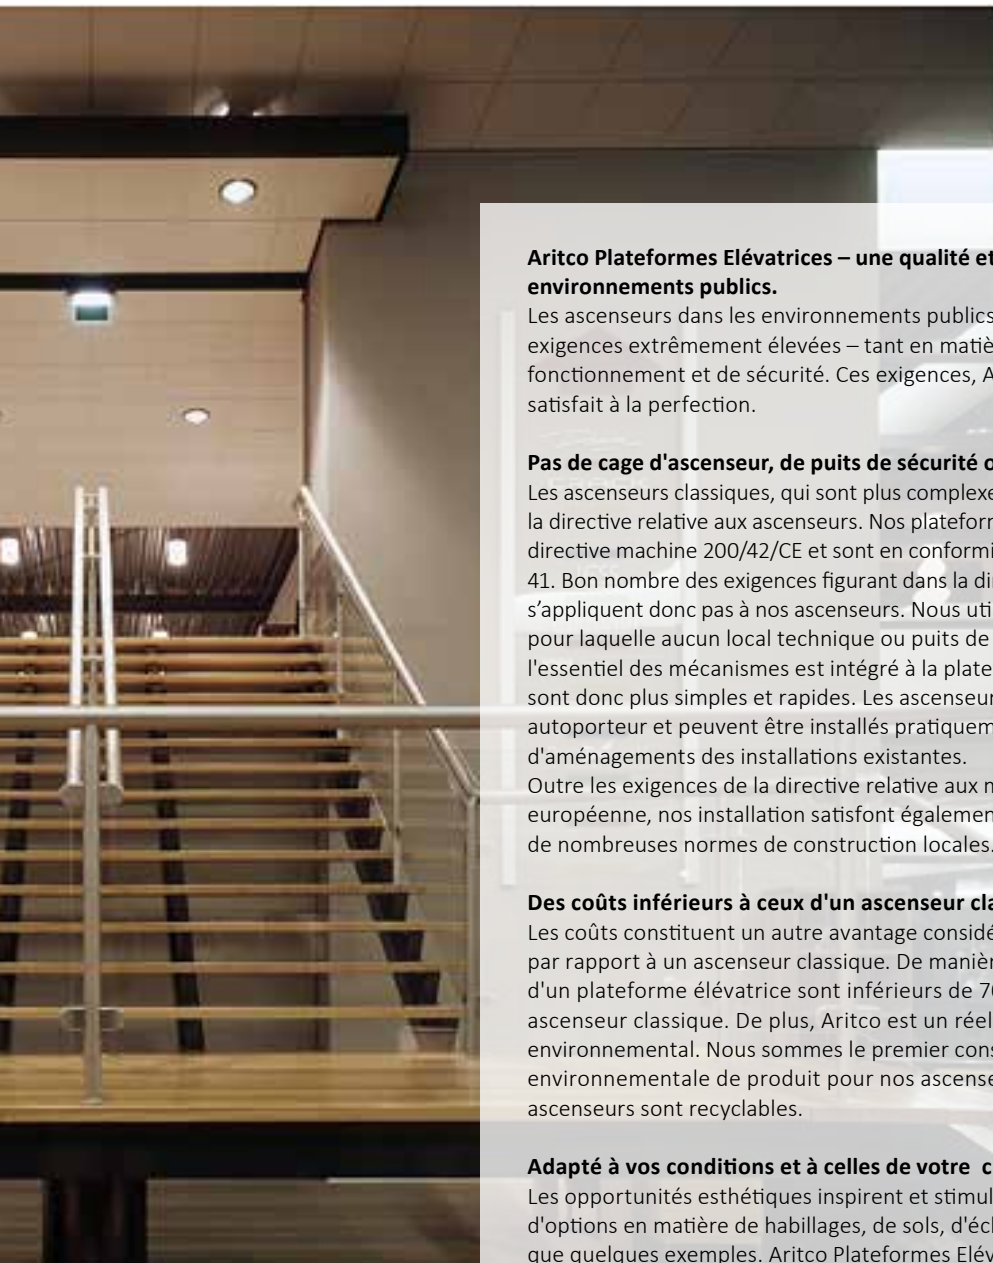 Aritco Plateformes Elévatrices – une qualité et
environnements publics.
Les ascenseurs dans les environnements publics
exigences extrêmement élevées – tant en matiè
fonctionnement et de sécurité. Ces exigences, A
satisfait à la perfection.
Pas de cage d'ascenseur, de puits de sécurité o
Les ascenseurs classiques, qui sont plus complexe
la directive relative aux ascenseurs. Nos plateform
directive machine 200/42/CE et sont en conformi
41. Bon nombre des exigences figurant dans la di
s’appliquent donc pas à nos ascenseurs. Nous uti
pour laquelle aucun local technique ou puits de
l'essentiel des mécanismes est intégré à la plate
sont donc plus simples et rapides. Les ascenseur
autoporteur et peuvent être installés pratiquem
d'aménagements des installations existantes.
Outre les exigences de la directive relative aux m
européenne, nos installation satisfont égalemen
de nombreuses normes de construction locales.
Des coûts inférieurs à ceux d'un ascenseur cla
Les coûts constituent un autre avantage considé
par rapport à un ascenseur classique. De manièr
d'un plateforme élévatrice sont inférieurs de 70
ascenseur classique. De plus, Aritco est un réel
environnemental. Nous sommes le premier cons
environnementale de produit pour nos ascense
ascenseurs sont recyclables.
Adapté à vos conditions et à celles de votre c
Les opportunités esthétiques inspirent et stimul
d'options en matière de habillages, de sols, d'écl
que quelques exemples. Aritco Plateformes Elév